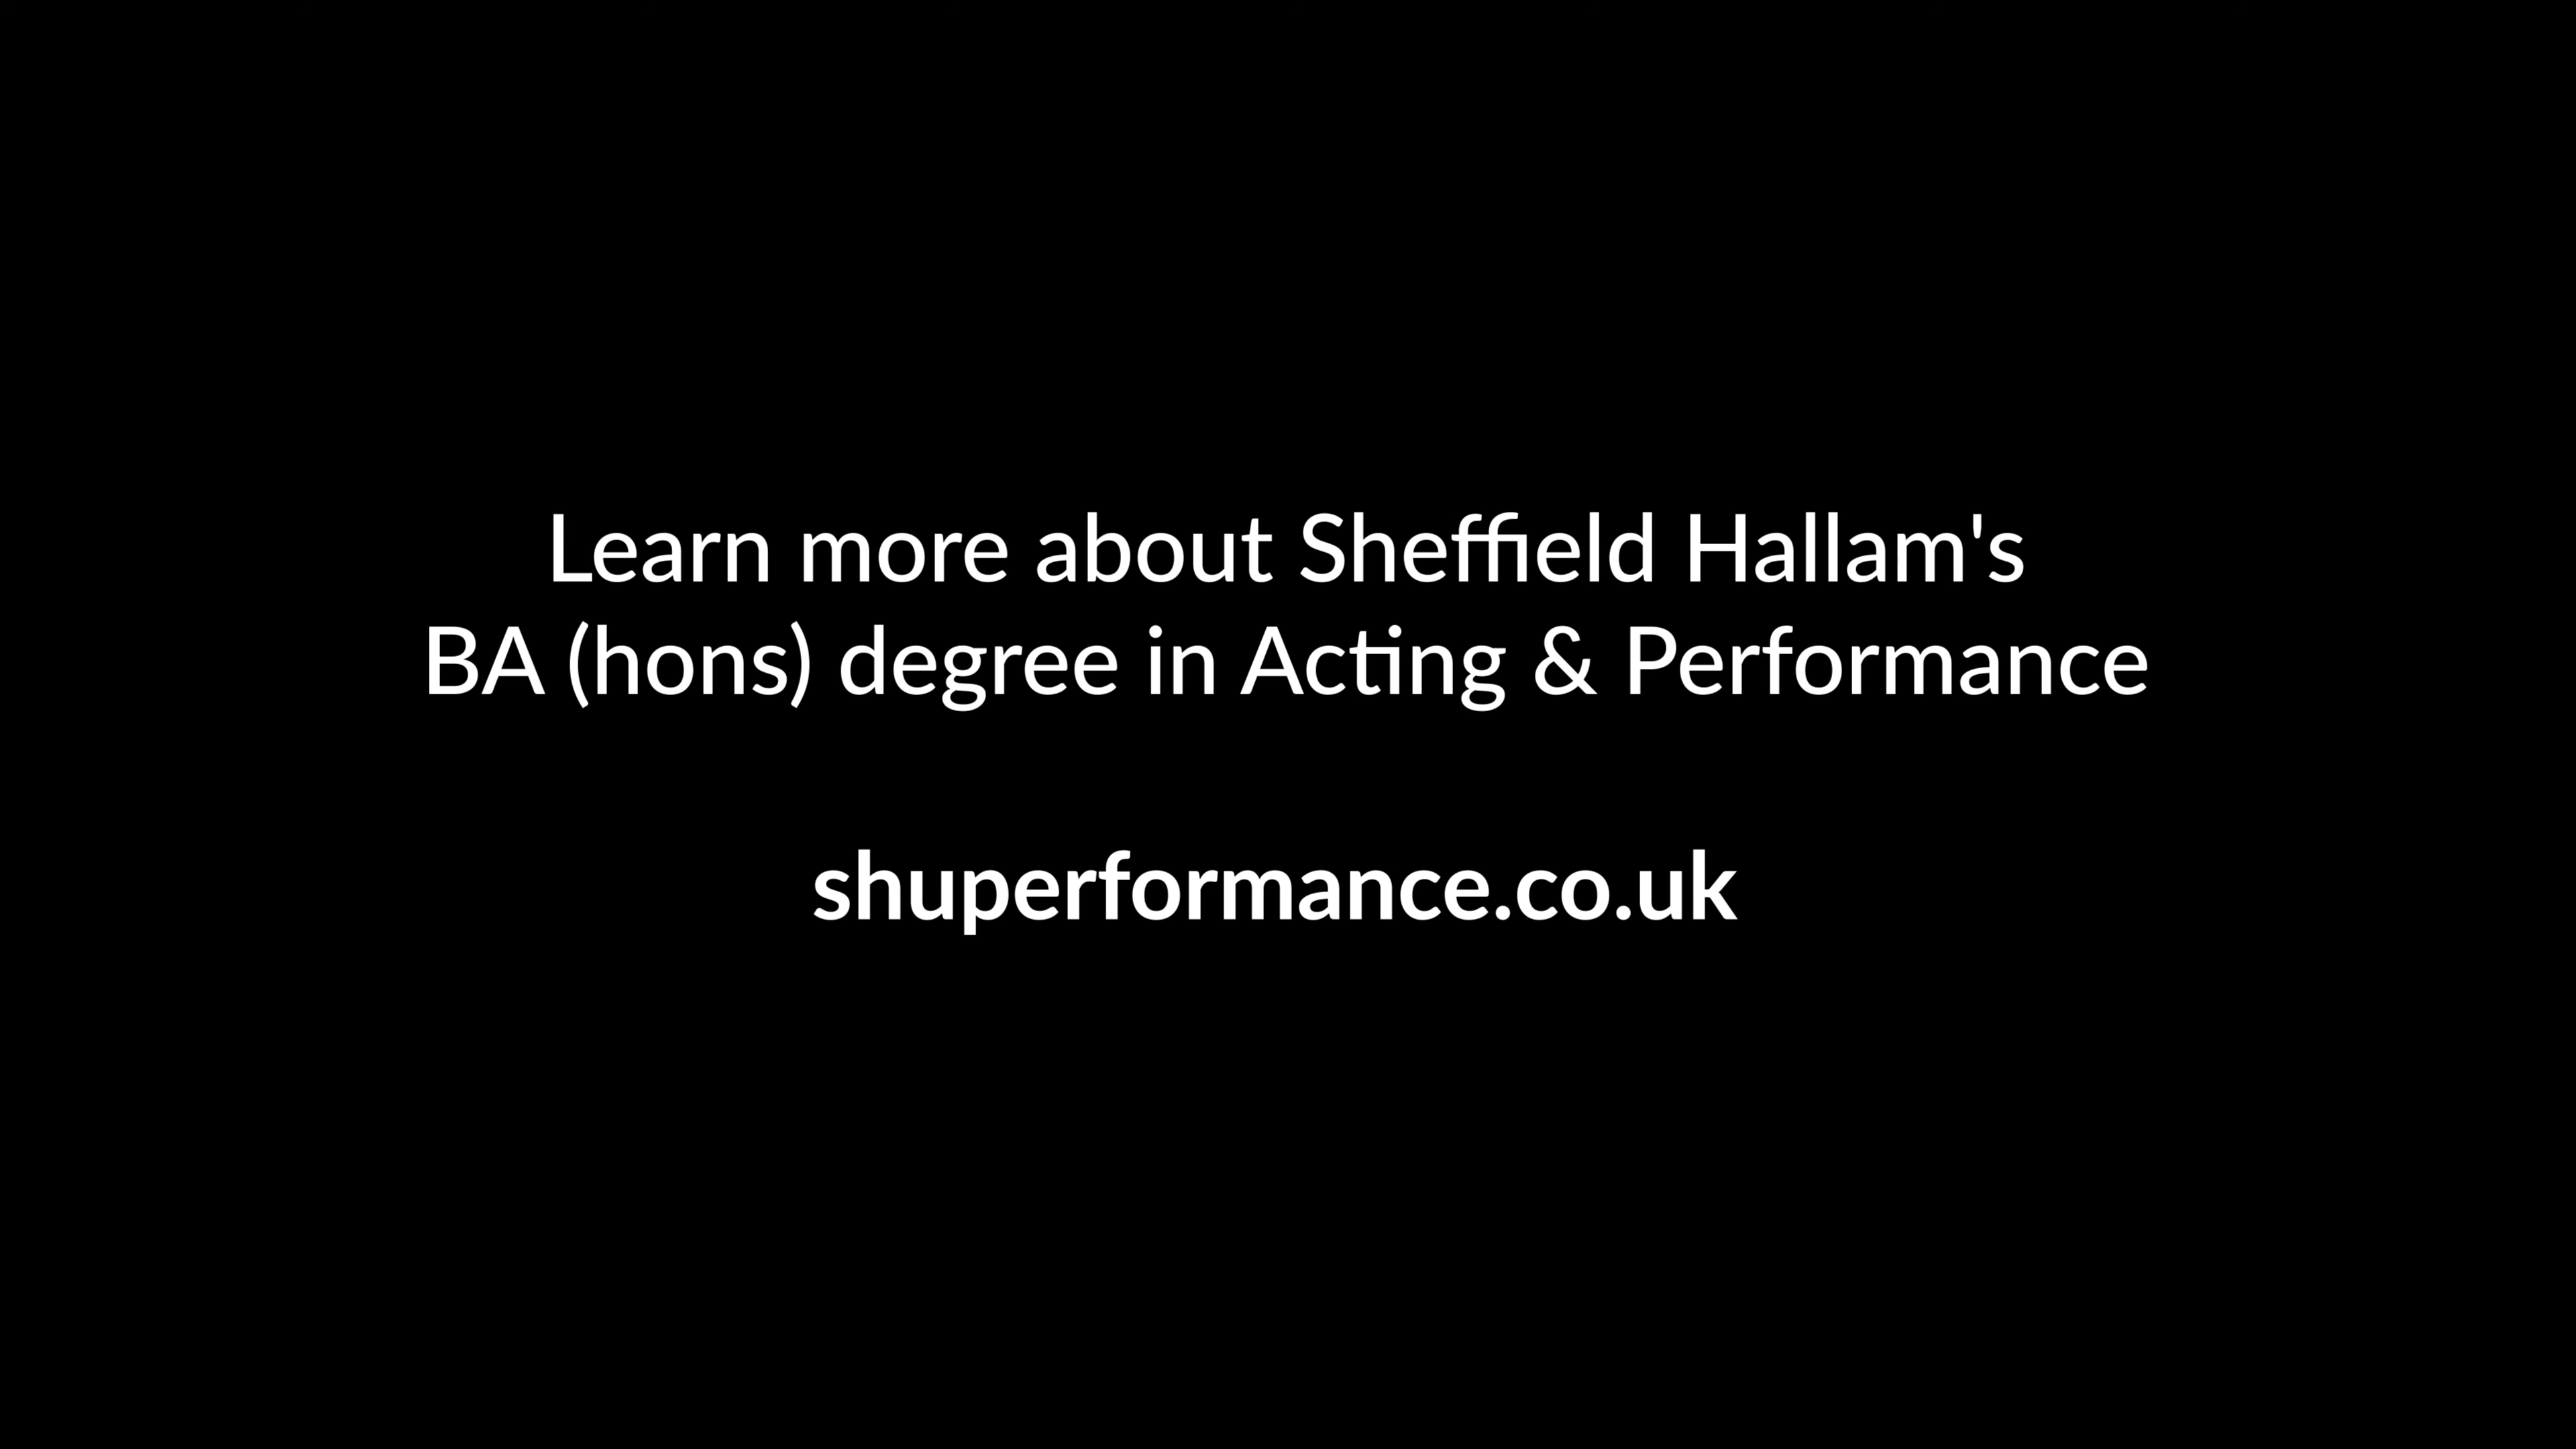 Learn more about Sheffield Hallam's
BA (hons) degree in Acting & Performance
shuperformance.co.uk